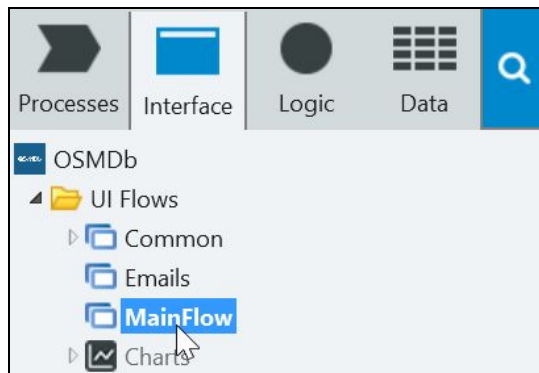 Processes Interface Logic Data
OSMDb
UI Flows
Common
Emails
MainFlow
Charts